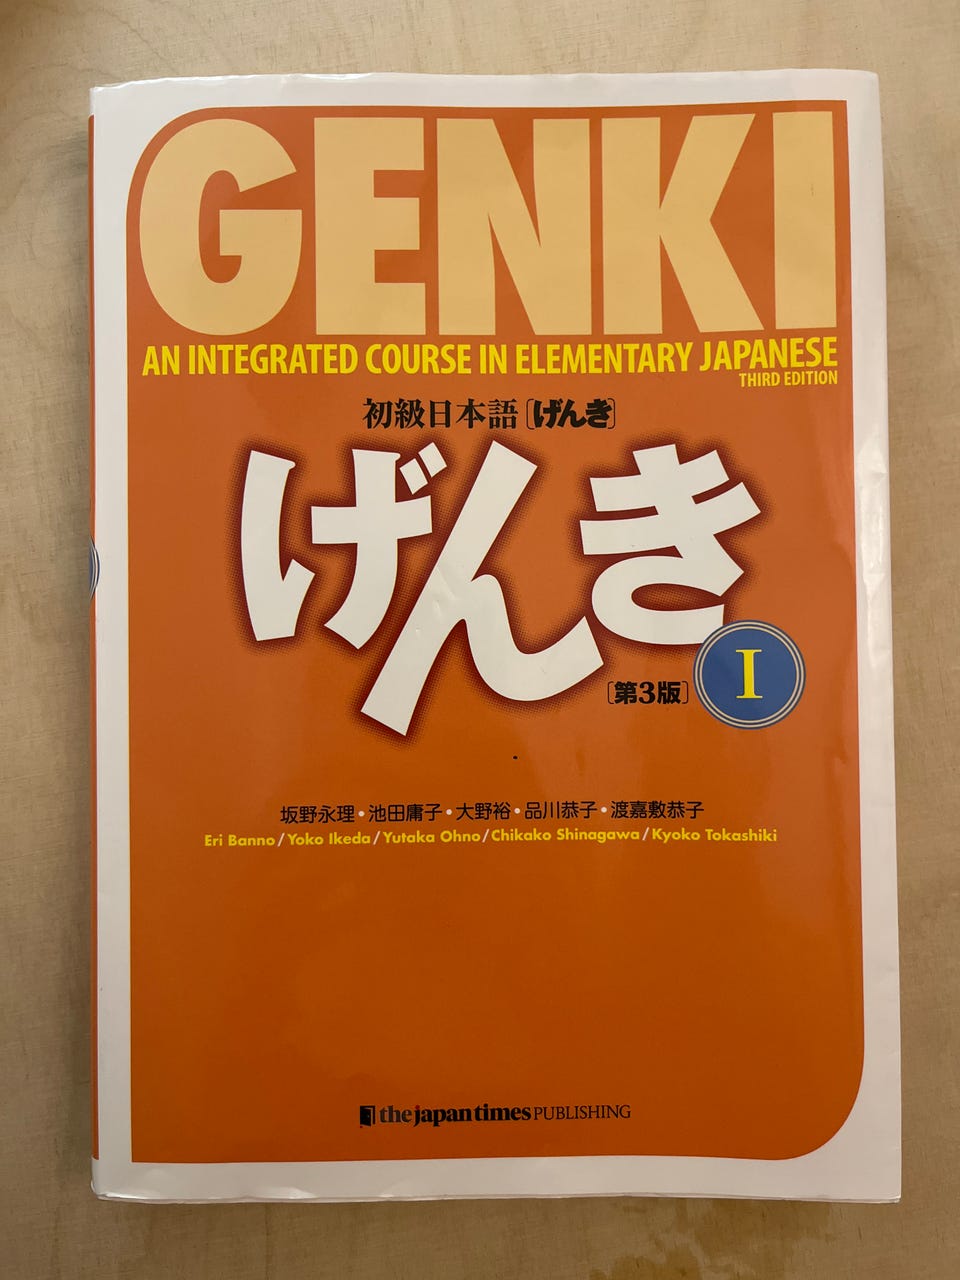 GENKI
AN INTEGRATED COURSE IN ELEMENTARY JAPANESE
THIRD EDITION
初級日本語[げんき]
げんき
I
[第3版]
坂野永理・池田庸子・大野裕・品川恭子・渡嘉敷恭子
Eri Banno/Yoko Ikeda/Yutaka Ohno/Chikako Shinagawa/Kyoko Tokashiki
the japan times PUBLISHING